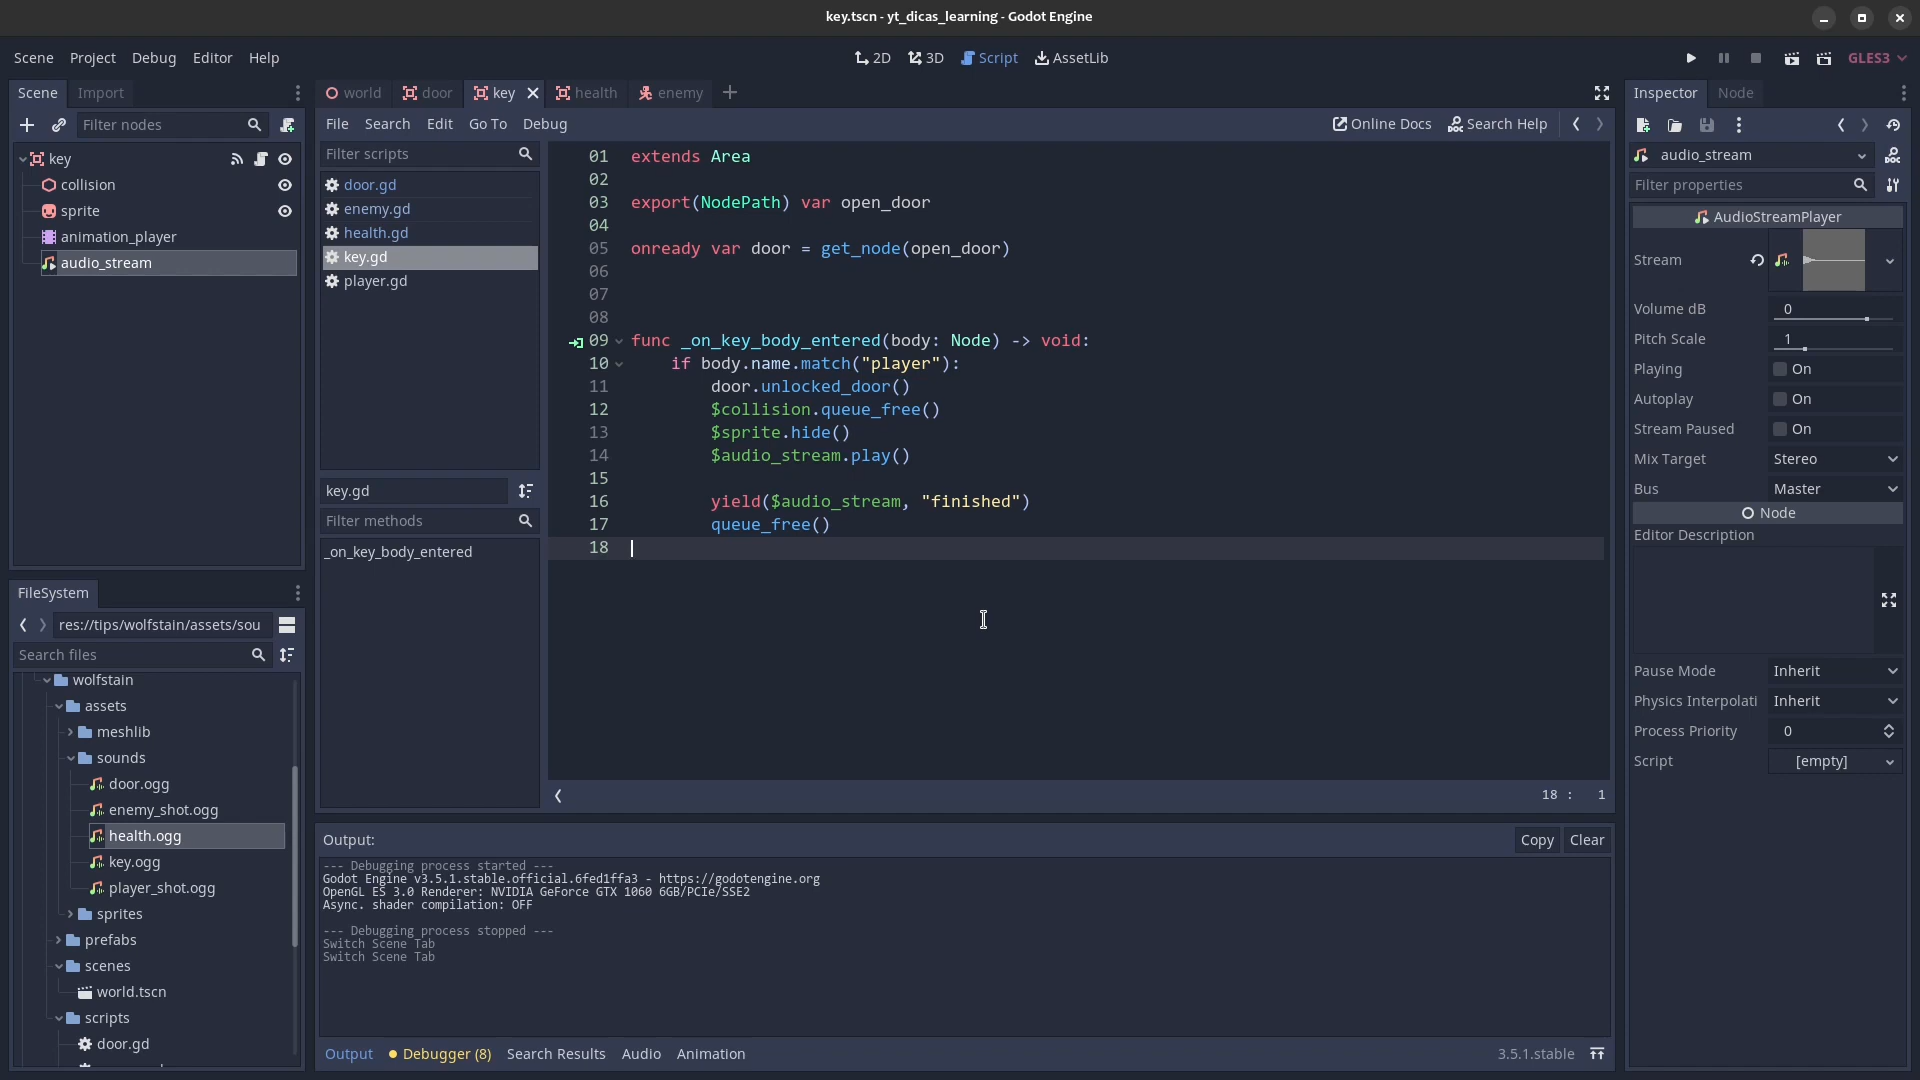 key.tscn - yt_dicas_learning - Godot Engine
Scene Project Debug Editor Help
2D 3D Script AssetLib
GLES3
Scene Import
Filter nodes
key
collision
sprite
animation_player
audio_stream
FileSystem
res://tips/wolfstain/assets/sou
Search files
wolfstain
assets
meshlib
sounds
door.ogg
enemy_shot.ogg
health.ogg
key.ogg
player_shot.ogg
sprites
prefabs
scenes
world.tscn
scripts
door.gd
world door key health enemy
File Search Edit Go To Debug
Online Docs Search Help
Filter scripts
door.gd
enemy.gd
health.gd
key.gd
player.gd
key.gd
Filter methods
_on_key_body_entered
01 extends Area
02
03 export(NodePath) var open_door
04
05 onready var door = get_node(open_door)
06
07
08
09 func _on_key_body_entered(body: Node) -> void:
10 if body.name.match("player"):
11 door.unlocked_door()
12 $collision.queue_free()
13 $sprite.hide()
14 $audio_stream.play()
15
16 yield($audio_stream, "finished")
17 queue_free()
18
18 : 1
Output:
Copy Clear
--- Debugging process started ---
Godot Engine v3.5.1.stable.official.6fed1ffa3 - https://godotengine.org
OpenGL ES 3.0 Renderer: NVIDIA GeForce GTX 1060 6GB/PCIe/SSE2
Async. shader compilation: OFF
--- Debugging process stopped ---
Switch Scene Tab
Switch Scene Tab
Output Debugger (8) Search Results Audio Animation
3.5.1.stable
Inspector Node
audio_stream
Filter properties
AudioStreamPlayer
Stream
Volume dB 0
Pitch Scale 1
Playing On
Autoplay On
Stream Paused On
Mix Target Stereo
Bus Master
Node
Editor Description
Pause Mode Inherit
Physics Interpolati Inherit
Process Priority 0
Script [empty]